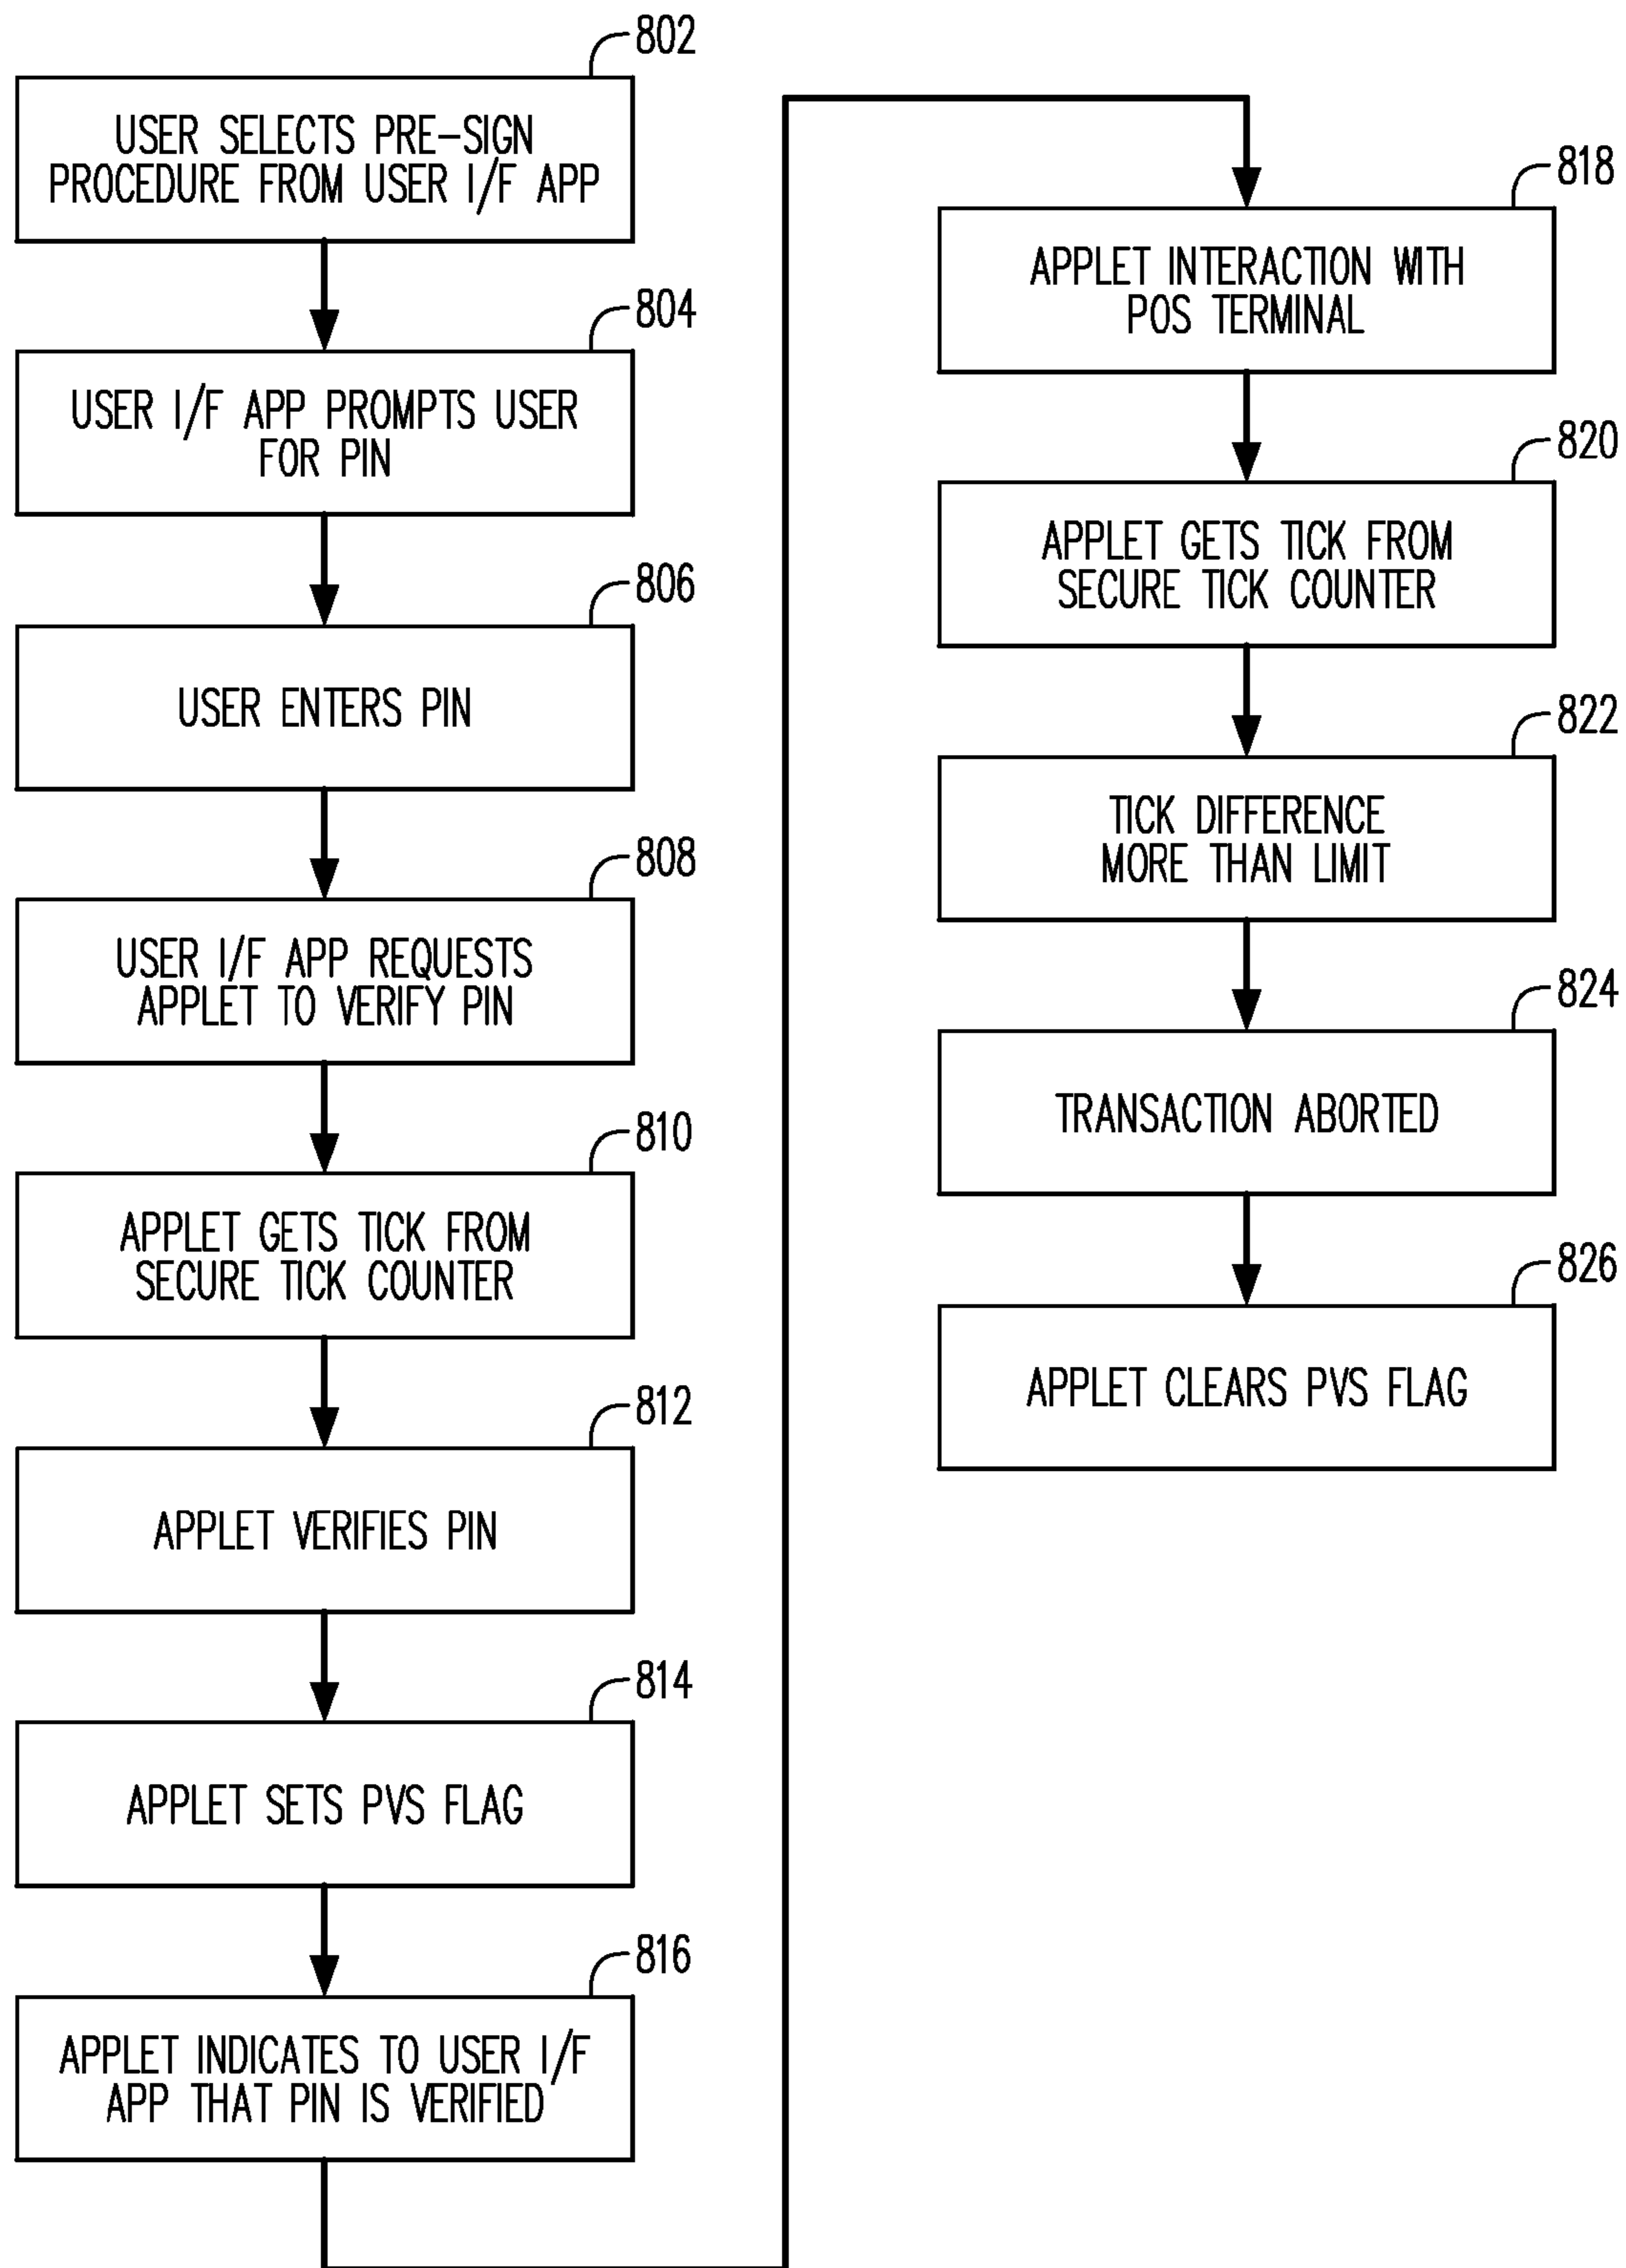 802
USER SELECTS PRE-SIGN
PROCEDURE FROM USER I/F APP
804
USER I/F APP PROMPTS USER
FOR PIN
806
USER ENTERS PIN
808
USER I/F APP REQUESTS
APPLET TO VERIFY PIN
810
APPLET GETS TICK FROM
SECURE TICK COUNTER
812
APPLET VERIFIES PIN
814
APPLET SETS PVS FLAG
816
APPLET INDICATES TO USER I/F
APP THAT PIN IS VERIFIED
818
APPLET INTERACTION WITH
POS TERMINAL
820
APPLET GETS TICK FROM
SECURE TICK COUNTER
822
TICK DIFFERENCE
MORE THAN LIMIT
824
TRANSACTION ABORTED
826
APPLET CLEARS PVS FLAG